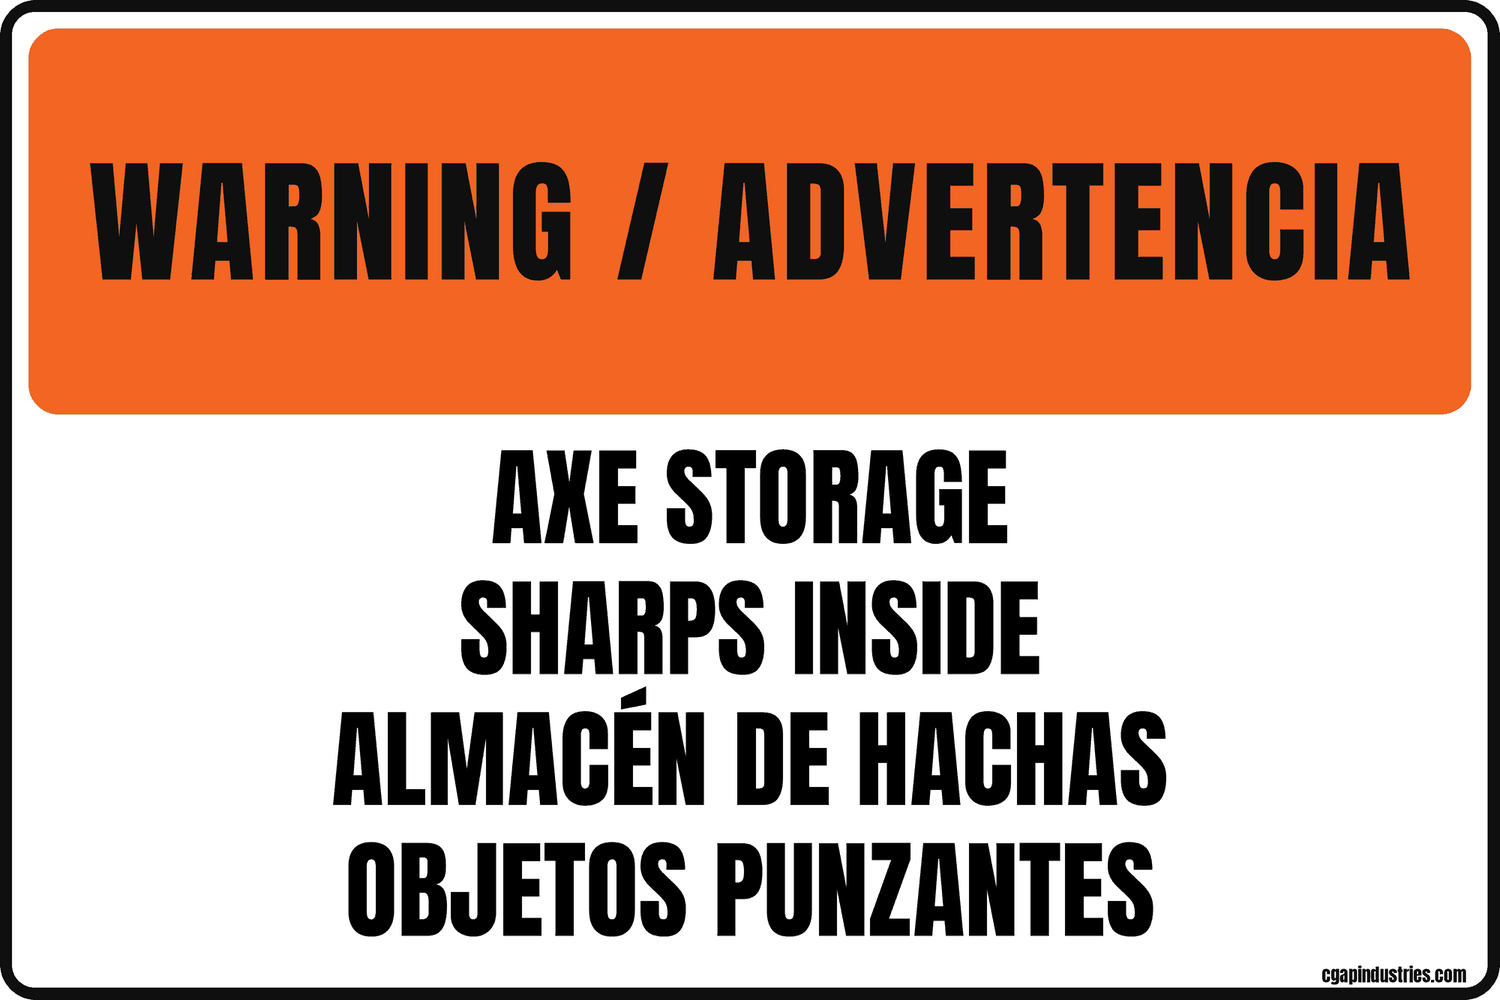 WARNING / ADVERTENCIA
AXE STORAGE
SHARPS INSIDE
ALMACÉN DE HACHAS
OBJETOS PUNZANTES
cgapindustries.com